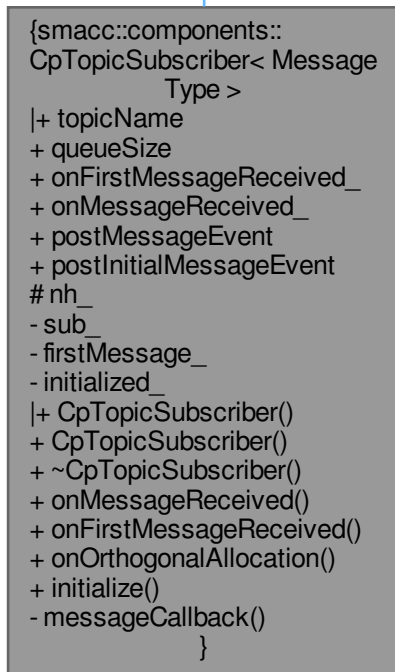 {smacc::components::
CpTopicSubscriber< Message
Type >
|+ topicName
+ queueSize
+ onFirstMessageReceived_
+ onMessageReceived_
+ postMessageEvent
+ postInitialMessageEvent
# nh_
- sub_
- firstMessage_
- initialized_
|+ CpTopicSubscriber()
+ CpTopicSubscriber()
+ ~CpTopicSubscriber()
+ onMessageReceived()
+ onFirstMessageReceived()
+ onOrthogonalAllocation()
+ initialize()
- messageCallback()
}